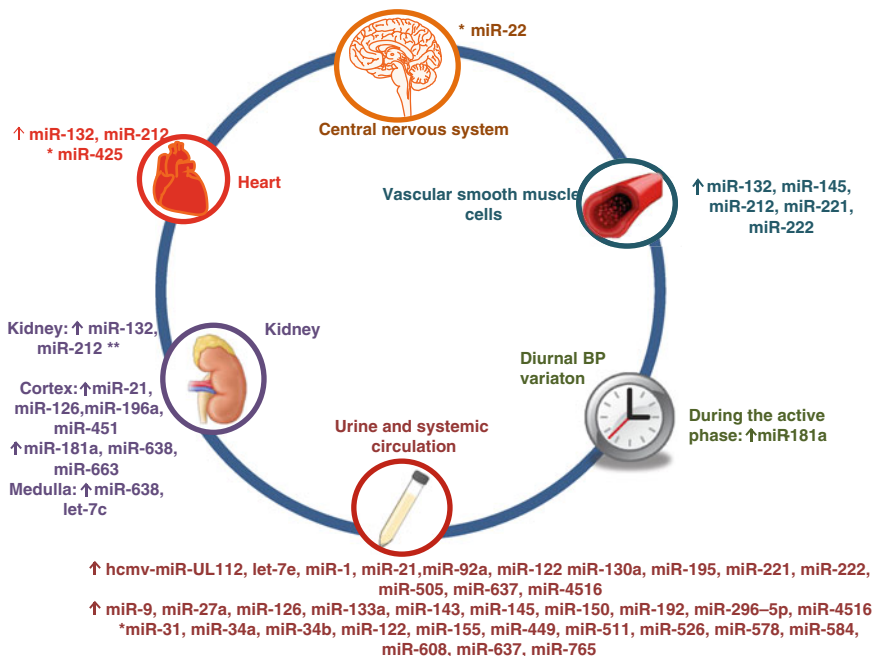 * miR-22
Central nervous system
↑ miR-132, miR-212
* miR-425
Heart
Vascular smooth muscle
cells
↑ miR-132, miR-145,
miR-212, miR-221,
miR-222
Kidney: ↑ miR-132,
miR-212 **
Cortex: ↑miR-21,
miR-126,miR-196a,
miR-451
↑miR-181a, miR-638,
miR-663
Medulla: ↑miR-638,
let-7c
Kidney
Diurnal BP
variaton
During the active
phase: ↑miR181a
Urine and systemic
circulation
↑ hcmv-miR-UL112, let-7e, miR-1, miR-21,miR-92a, miR-122 miR-130a, miR-195, miR-221, miR-222,
miR-505, miR-637, miR-4516
↑ miR-9, miR-27a, miR-126, miR-133a, miR-143, miR-145, miR-150, miR-192, miR-296–5p, miR-4516
*miR-31, miR-34a, miR-34b, miR-122, miR-155, miR-449, miR-511, miR-526, miR-578, miR-584,
miR-608, miR-637, miR-765